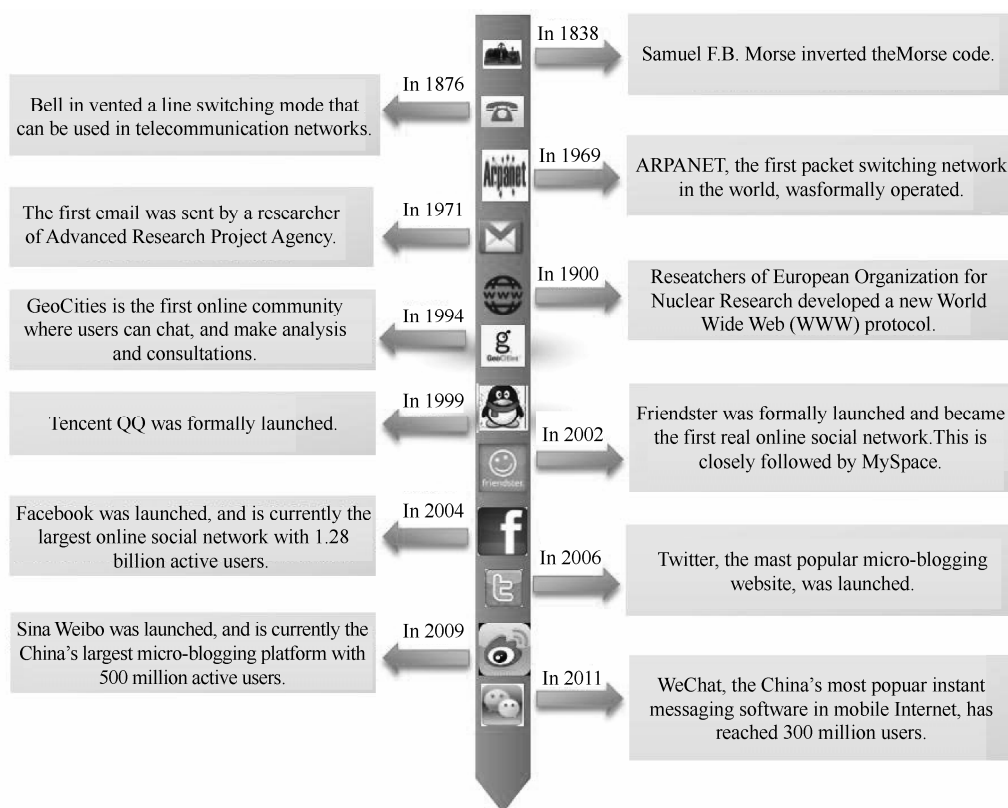 In 1838
Samuel F.B. Morse inverted theMorse code.
In 1876
Bell in vented a line switching mode that
can be used in telecommunication networks.
In 1969
Arpanet
ARPANET, the first packet switching network
in the world, wasformally operated.
In 1971
The first email was sent by a researcher
of Advanced Research Project Agency.
In 1900
www
Reseatchers of European Organization for
Nuclear Research developed a new World
Wide Web (WWW) protocol.
In 1994
GeoCities is the first online community
where users can chat, and make analysis
and consultations.
g
GeoCities
In 1999
Tencent QQ was formally launched.
In 2002
friendster
Friendster was formally launched and became
the first real online social network.This is
closely followed by MySpace.
In 2004
Facebook was launched, and is currently the
largest online social network with 1.28
billion active users.
f
In 2006
t
Twitter, the mast popular micro-blogging
website, was launched.
In 2009
Sina Weibo was launched, and is currently the
China's largest micro-blogging platform with
500 million active users.
In 2011
WeChat, the China's most popuar instant
messaging software in mobile Internet, has
reached 300 million users.